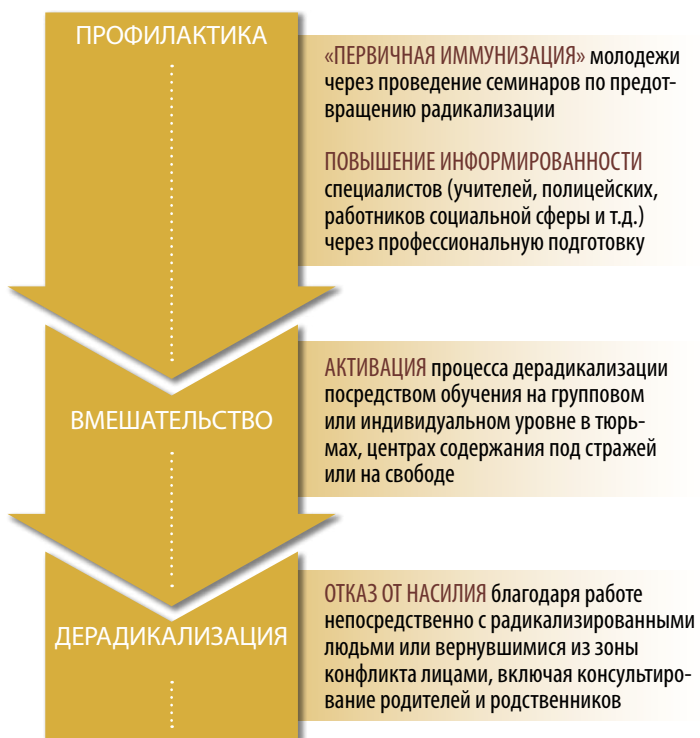 ПРОФИЛАКТИКА
«ПЕРВИЧНАЯ ИММУНИЗАЦИЯ» молодежи
через проведение семинаров по предот-
вращению радикализации
ПОВЫШЕНИЕ ИНФОРМИРОВАННОСТИ
специалистов (учителей, полицейских,
работников социальной сферы и т.д.)
через профессиональную подготовку
ВМЕШАТЕЛЬСТВО
АКТИВАЦИЯ процесса дерадикализации
посредством обучения на групповом
или индивидуальном уровне в тюрь-
мах, центрах содержания под стражей
или на свободе
ДЕРАДИКАЛИЗАЦИЯ
ОТКАЗ ОТ НАСИЛИЯ благодаря работе
непосредственно с радикализированными
людьми или вернувшимися из зоны
конфликта лицами, включая консультиро-
вание родителей и родственников